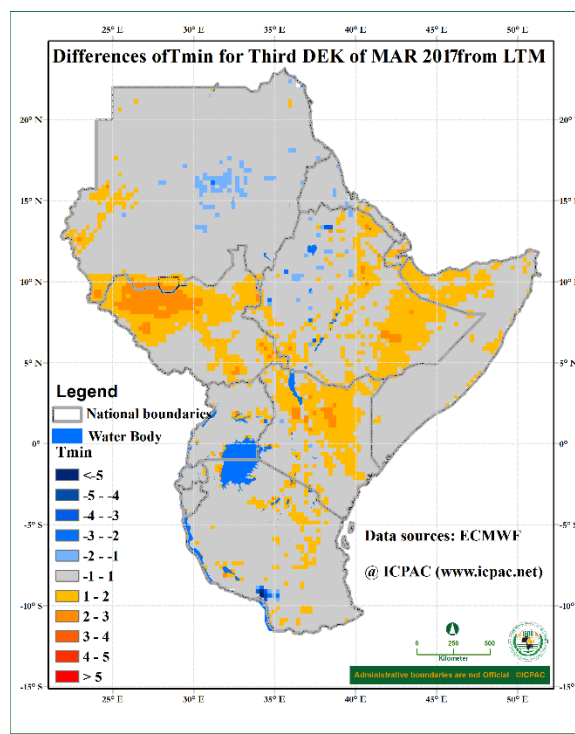 Differences ofTmin for Third DEK of MAR 2017from LTM
25° E 30° E 35° E 40° E 45° E 50° E
20° N 20° N
15° N 15° N
10° N 10° N
5° N 5° N
0° 0°
-5° S -5° S
-10° S -10° S
-15° S -15° S
Legend
National boundaries
Water Body
Tmin
<-5
-5 - -4
-4 - -3
-3 - -2
-2 - -1
-1 - 1
1 - 2
2 - 3
3 - 4
4 - 5
> 5
Data sources: ECMWF
@ ICPAC (www.icpac.net)
0 250 500
Kilometer
Administrative boundaries are not Official ©ICPAC
25° E 30° E 35° E 40° E 45° E 50° E